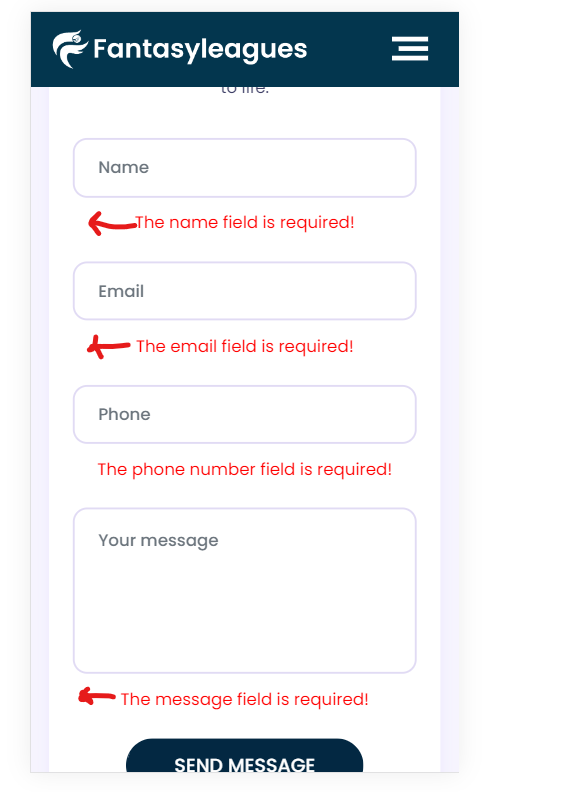 Fantasyleagues
to life.
Name
The name field is required!
Email
The email field is required!
Phone
The phone number field is required!
Your message
The message field is required!
SEND MESSAGE